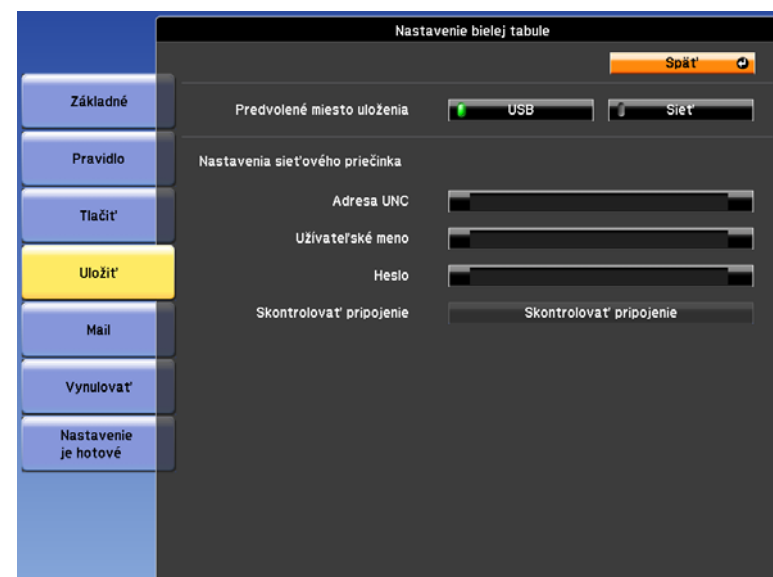 Nastavenie bielej tabule
Späť
Základné
Pravidlo
Tlačiť
Uložiť
Mail
Vynulovať
Nastavenie
je hotové
Predvolené miesto uloženia
USB
Sieť
Nastavenia sieťového priečinka
Adresa UNC
Užívateľské meno
Heslo
Skontrolovať pripojenie
Skontrolovať pripojenie